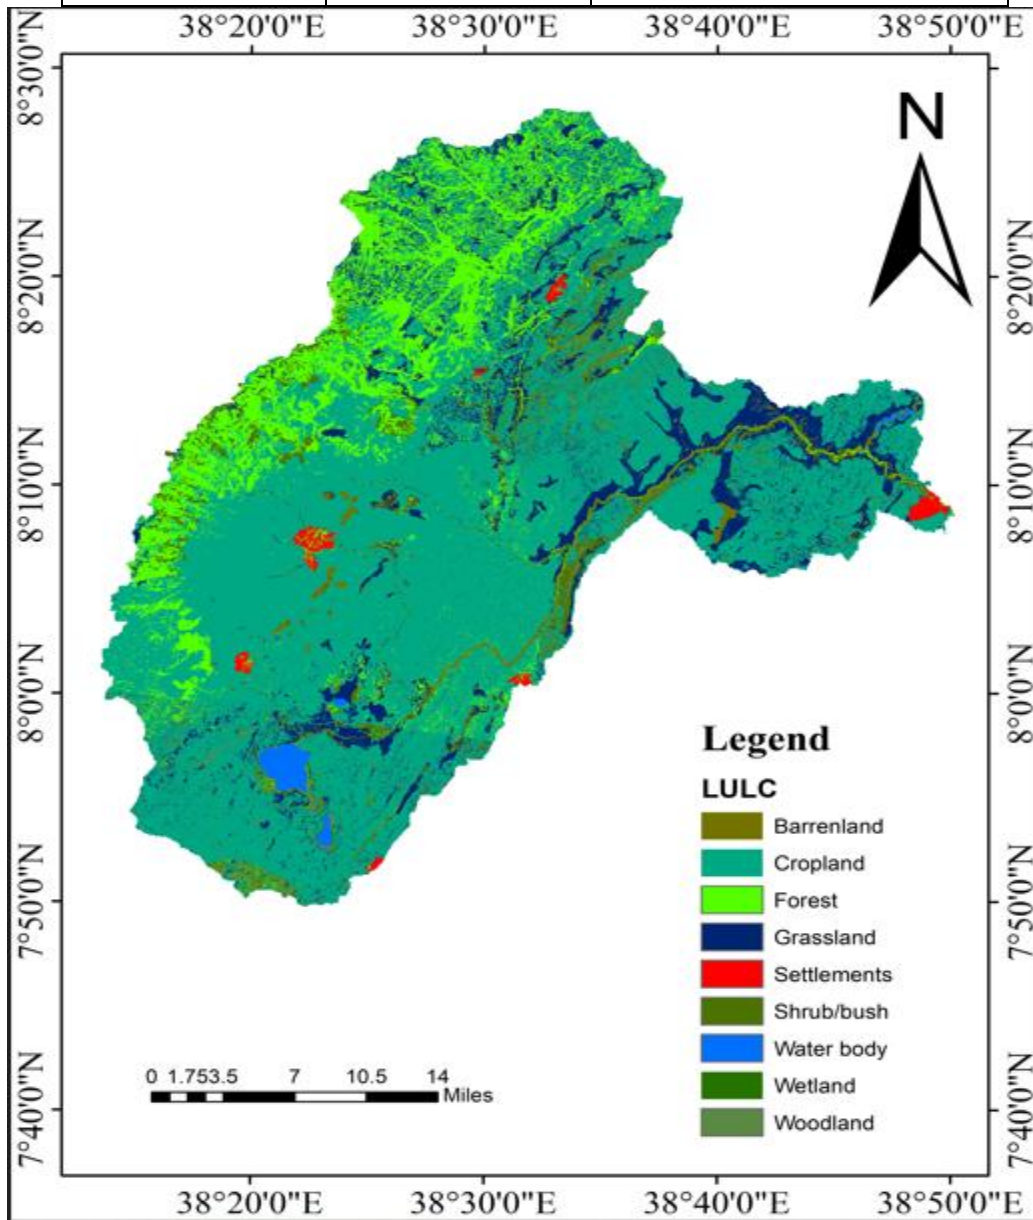 38°20'0"E 38°30'0"E 38°40'0"E 38°50'0"E
8°30'0"N
N
8°20'0"N 8°20'0"N
8°10'0"N 8°10'0"N
8°0'0"N 8°0'0"N
Legend
LULC
Barrenland
Cropland
Forest
Grassland
Settlements
Shrub/bush
Water body
Wetland
Woodland
7°50'0"N 7°50'0"N
0 1.753.5 7 10.5 14
Miles
7°40'0"N 7°40'0"N
38°20'0"E 38°30'0"E 38°40'0"E 38°50'0"E